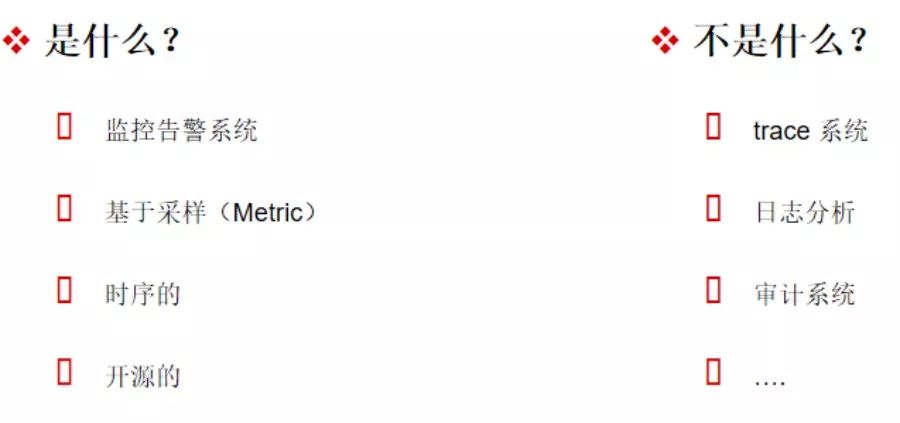 是什么？
监控告警系统
基于采样（Metric）
时序的
开源的
不是什么？
trace 系统
日志分析
审计系统
....